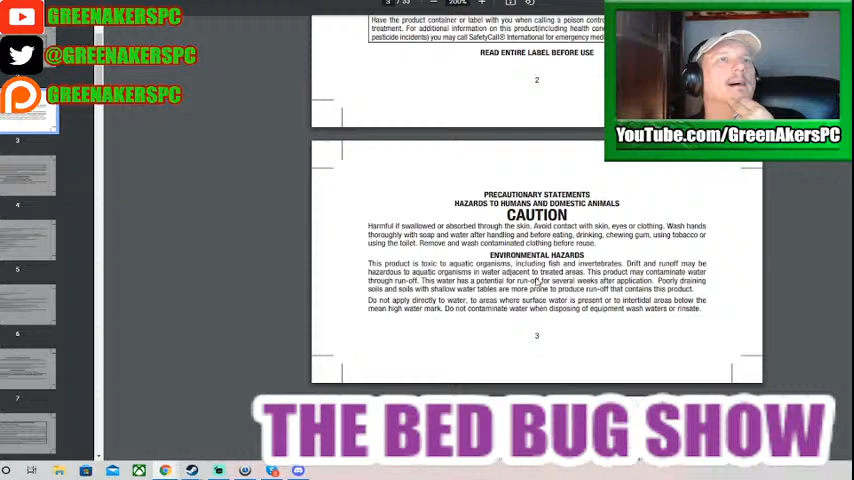 GREENAKERSPC
@GREENAKERSPC
GREENAKERSPC
3 / 33
200%
Have the product container or label with you when calling a poison
treatment. For additional information on this product(including health
pesticide incidents) you may call SafetyCall® International for emergency
READ ENTIRE LABEL BEFORE USE
2
YouTube.com/GreenAkersPC
3
4
5
6
7
PRECAUTIONARY STATEMENTS
HAZARDS TO HUMANS AND DOMESTIC ANIMALS
CAUTION
Harmful if swallowed or absorbed through the skin. Avoid contact with skin, eyes or clothing. Wash hands
thoroughly with soap and water after handling and before eating, drinking, chewing gum, using tobacco or
using the toilet. Remove and wash contaminated clothing before reuse.
ENVIRONMENTAL HAZARDS
This product is toxic to aquatic organisms, including fish and invertebrates. Drift and runoff may be
hazardous to aquatic organisms in water adjacent to treated areas. This product may contaminate water
through run-off. This water has a potential for run-off for several weeks after application. Poorly draining
soils and soils with shallow water tables are more prone to produce run-off that contains this product.
Do not apply directly to water, to areas where surface water is present or to intertidal areas below the
mean high water mark. Do not contaminate water when disposing of equipment wash waters or rinsate.
3
THE BED BUG SHOW